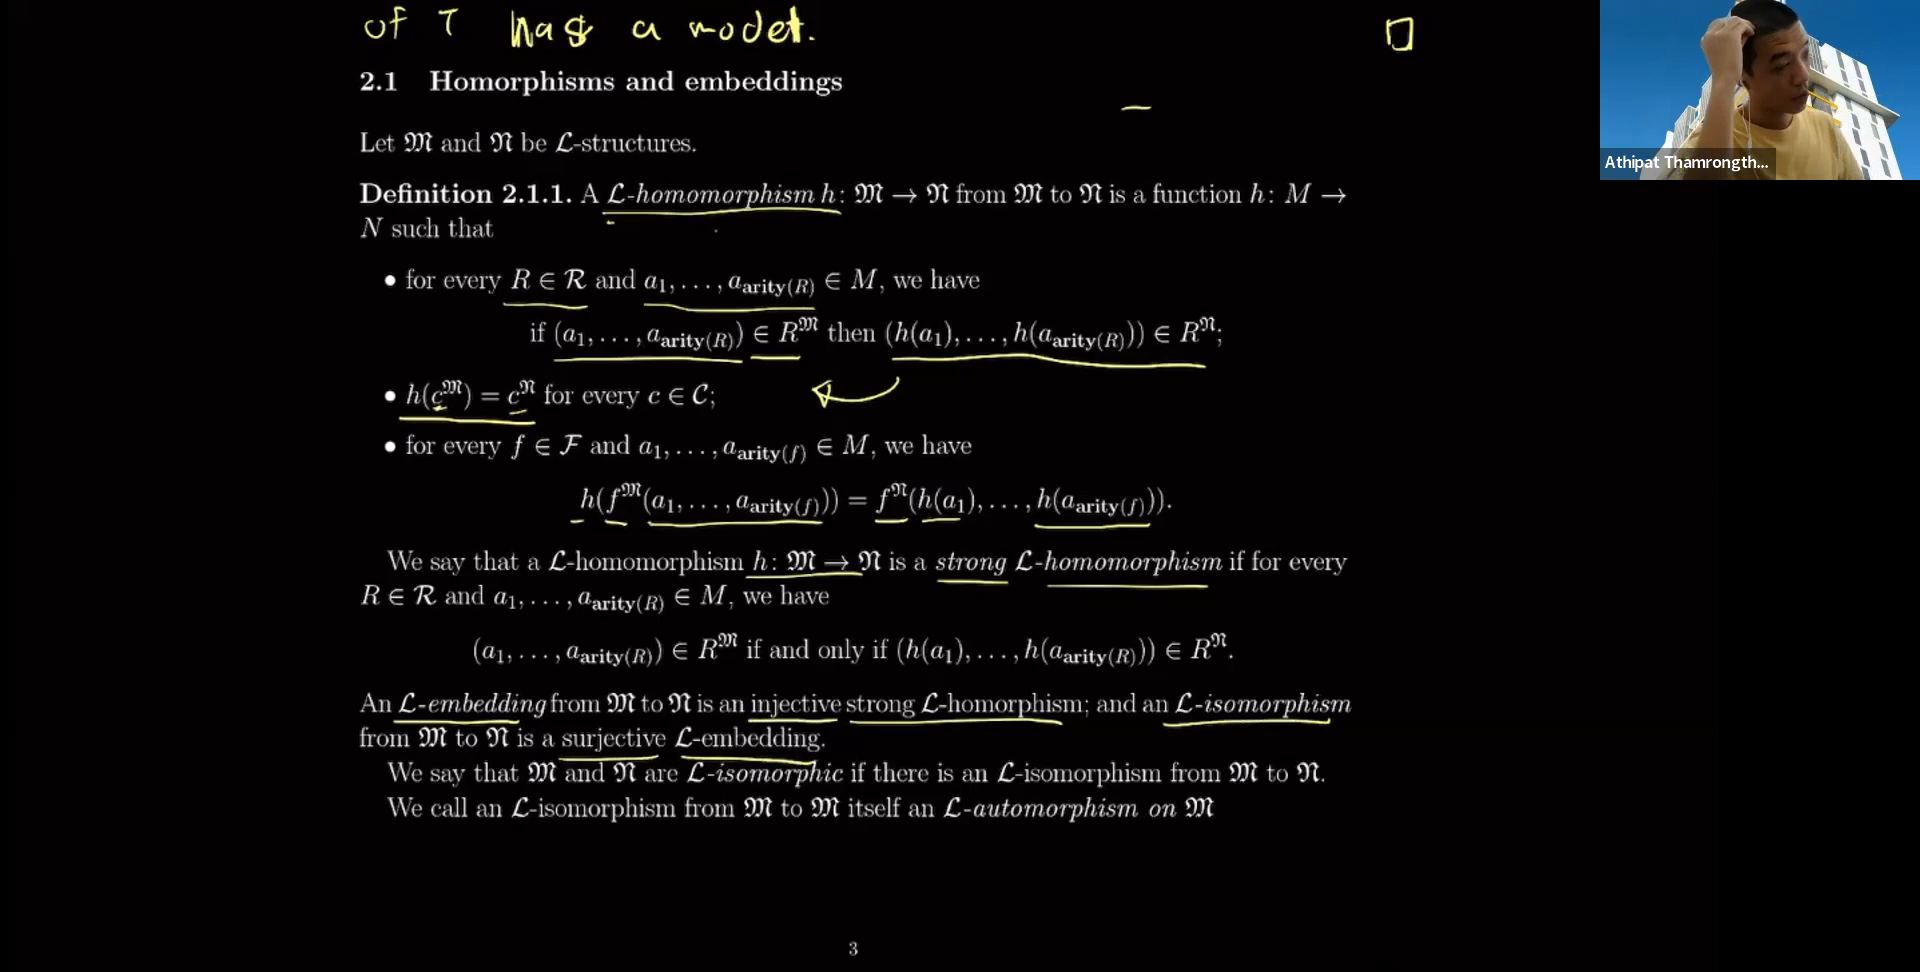 of T has a model. □
2.1 Homorphisms and embeddings
Let 𝔐 and 𝔑 be ℒ-structures.
Definition 2.1.1. A ℒ-homomorphism h: 𝔐 → 𝔑 from 𝔐 to 𝔑 is a function h: M →
N such that
• for every R ∈ ℛ and a₁, . . . , a_arity(R) ∈ M, we have
if (a₁, . . . , a_arity(R)) ∈ R^𝔐 then (h(a₁), . . . , h(a_arity(R))) ∈ R^𝔑;
• h(c^𝔐) = c^𝔑 for every c ∈ 𝒞;
• for every f ∈ ℱ and a₁, . . . , a_arity(f) ∈ M, we have
h(f^𝔐(a₁, . . . , a_arity(f))) = f^𝔑(h(a₁), . . . , h(a_arity(f))).
We say that a ℒ-homomorphism h: 𝔐 → 𝔑 is a strong ℒ-homomorphism if for every
R ∈ ℛ and a₁, . . . , a_arity(R) ∈ M, we have
(a₁, . . . , a_arity(R)) ∈ R^𝔐 if and only if (h(a₁), . . . , h(a_arity(R))) ∈ R^𝔑.
An ℒ-embedding from 𝔐 to 𝔑 is an injective strong ℒ-homorphism; and an ℒ-isomorphism
from 𝔐 to 𝔑 is a surjective ℒ-embedding.
We say that 𝔐 and 𝔑 are ℒ-isomorphic if there is an ℒ-isomorphism from 𝔐 to 𝔑.
We call an ℒ-isomorphism from 𝔐 to 𝔐 itself an ℒ-automorphism on 𝔐
3
Athipat Thamrongth...